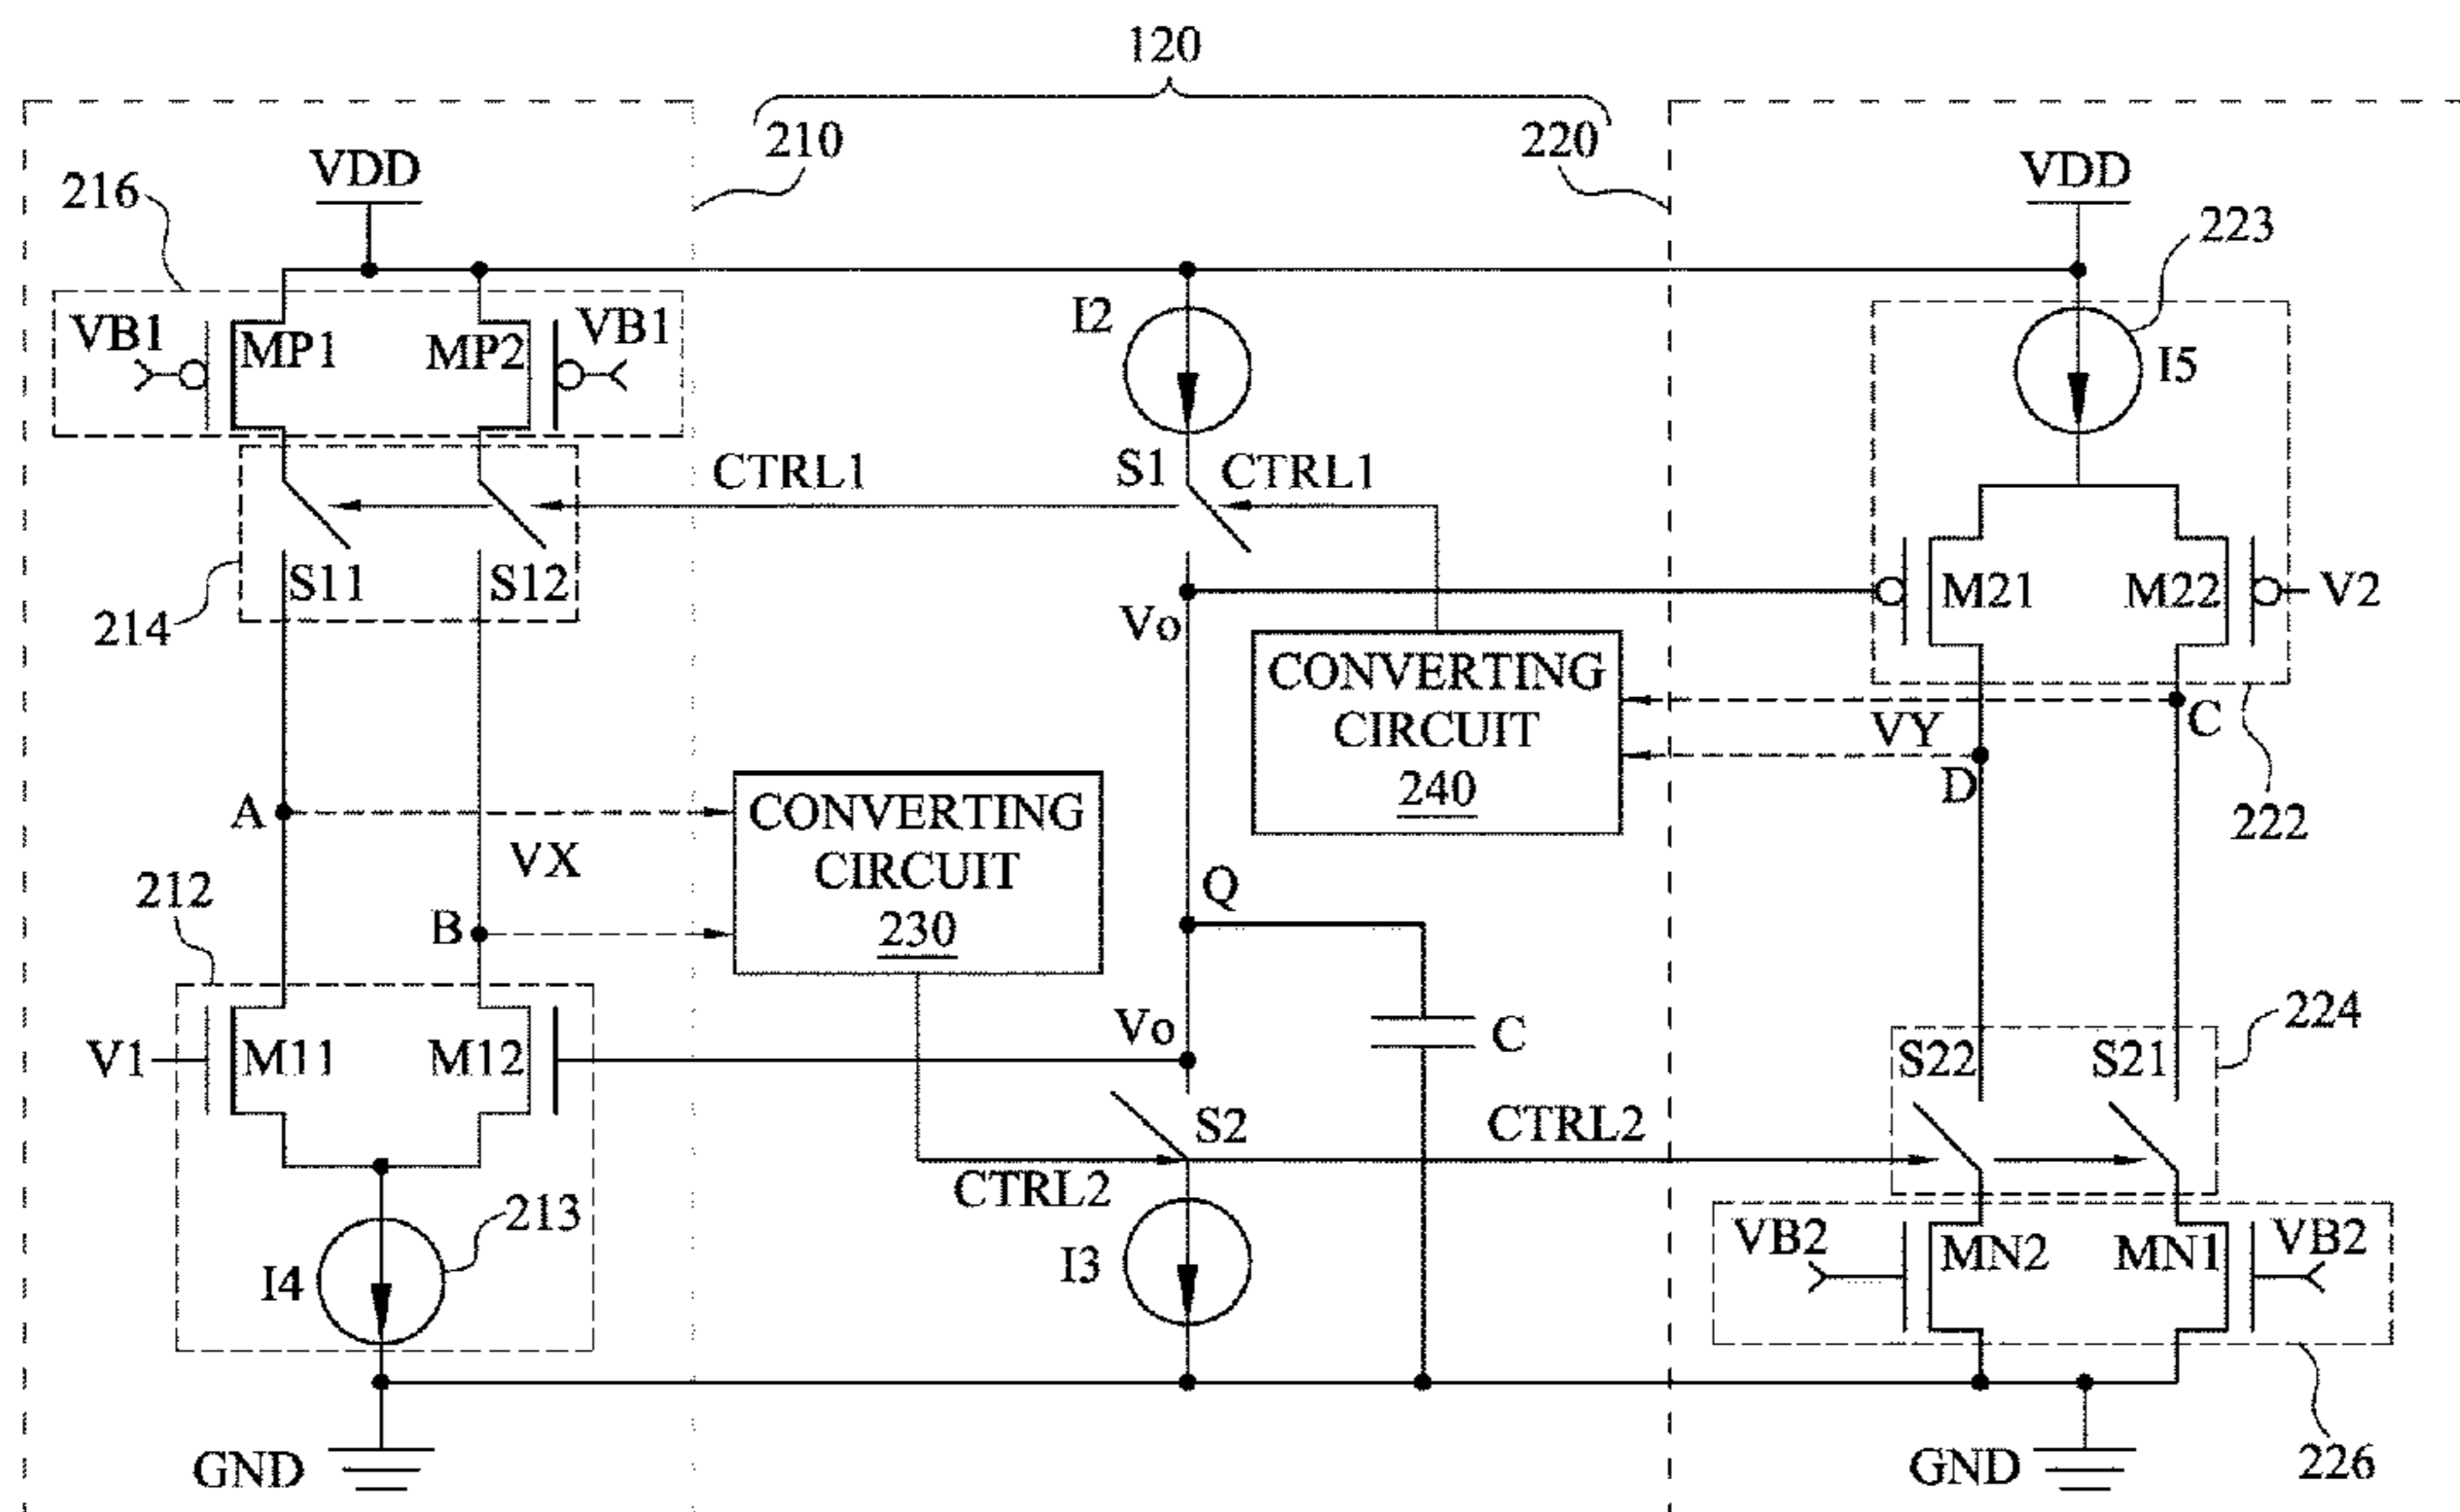 120
210
220
VDD
VDD
216
223
VB1
MP1
MP2
VB1
I2
I5
CTRL1
S1
CTRL1
S11
S12
214
Vo
M21
M22
V2
CONVERTING
CIRCUIT
240
VY
C
D
222
A
VX
CONVERTING
CIRCUIT
230
212
B
Q
V1
M11
M12
Vo
C
224
S22
S21
S2
CTRL2
CTRL2
213
I4
I3
VB2
MN2
MN1
VB2
GND
GND
226